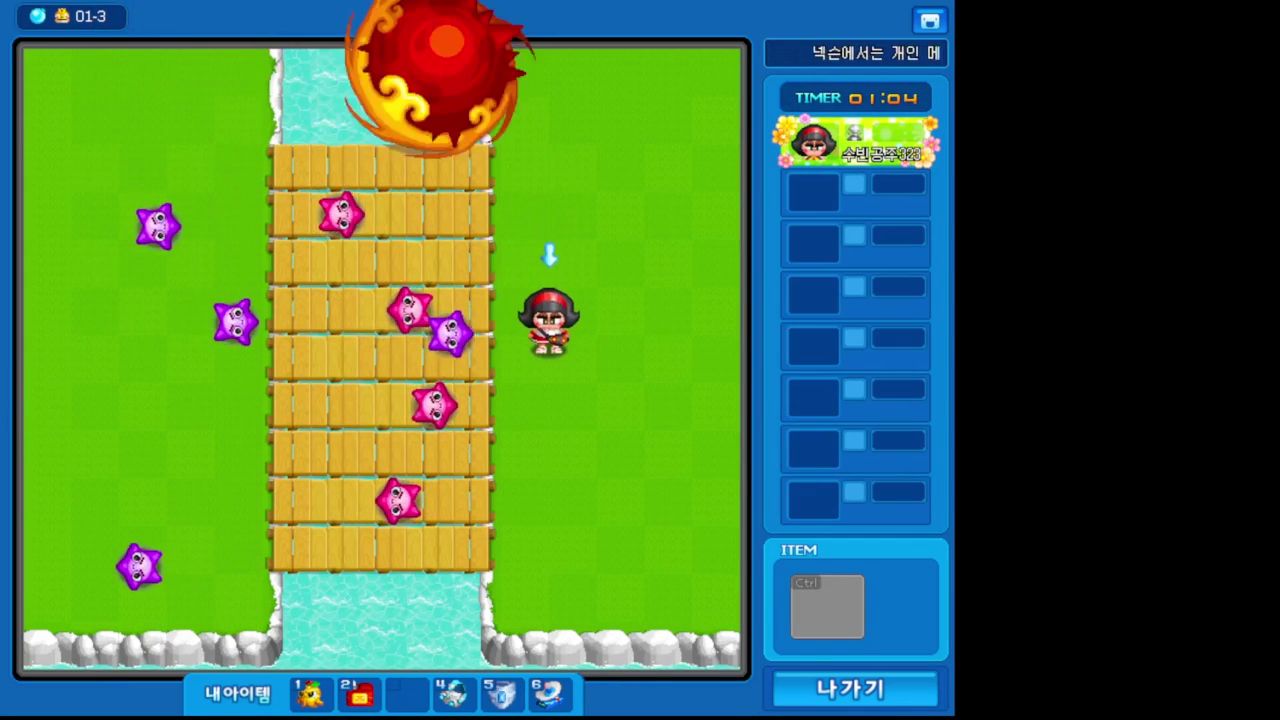 01-3
넥슨에서는 개인 메
TIMER 01:04
수빈공주323
ITEM
Ctrl
내아이템
1
2
4
5
6
나가기